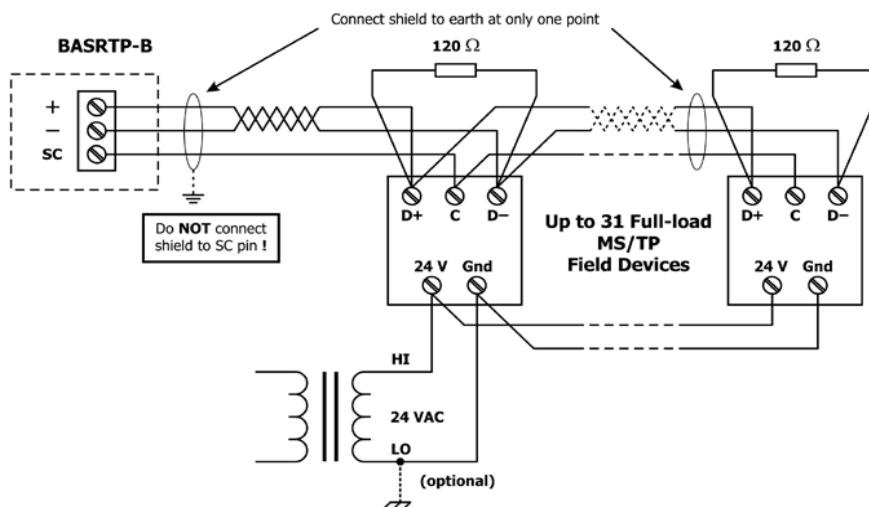 Connect shield to earth at only one point
BASRTP-B
120 Ω
120 Ω
+
−
SC
Do NOT connect
shield to SC pin !
D+
C
D−
Up to 31 Full-load
MS/TP
Field Devices
D+
C
D−
24 V
Gnd
24 V
Gnd
HI
24 VAC
LO
(optional)